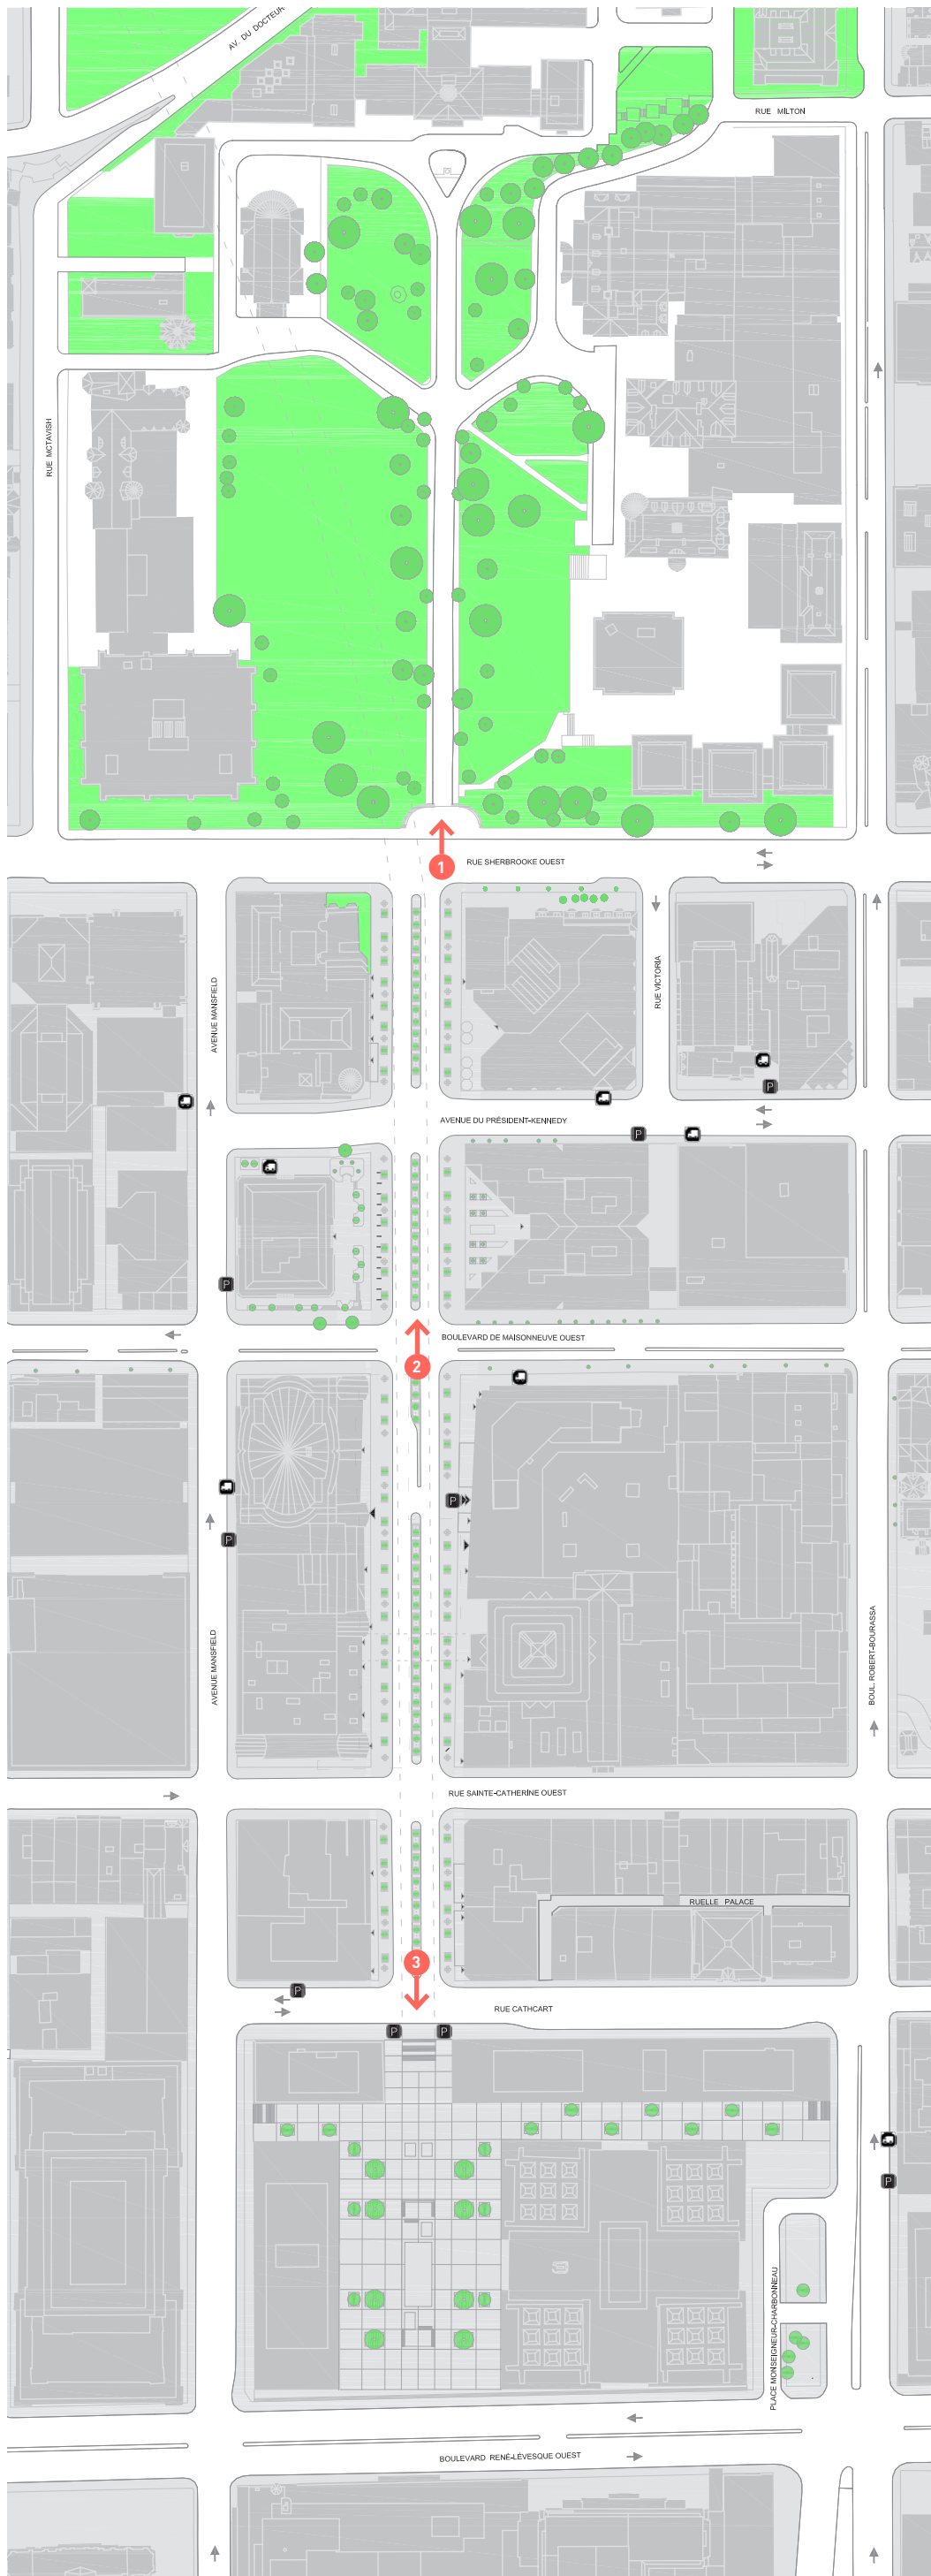 AV. DU DOCTEUR
RUE MILTON
RUE MCTAVISH
1
RUE SHERBROOKE OUEST
RUE VICTORIA
AVENUE MANSFIELD
P
AVENUE DU PRÉSIDENT-KENNEDY
P
P
BOULEVARD DE MAISONNEUVE OUEST
2
P
P
AVENUE MANSFIELD
BOUL. ROBERT-BOURASSA
RUE SAINTE-CATHERINE OUEST
RUELLE PALACE
3
P
RUE CATHCART
P
P
P
PLACE MONSEIGNEUR-CHARBONNEAU
BOULEVARD RENÉ-LÉVESQUE OUEST